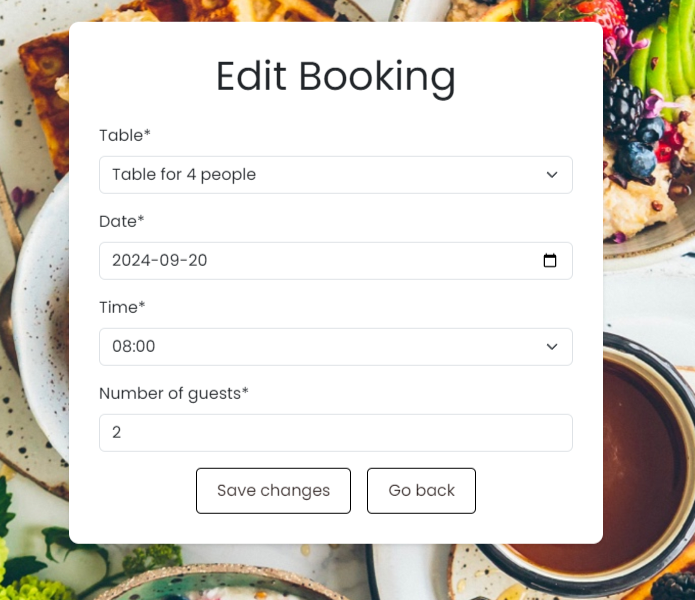 Edit Booking
Table*
Table for 4 people
Date*
2024-09-20
Time*
08:00
Number of guests*
2
Save changes
Go back